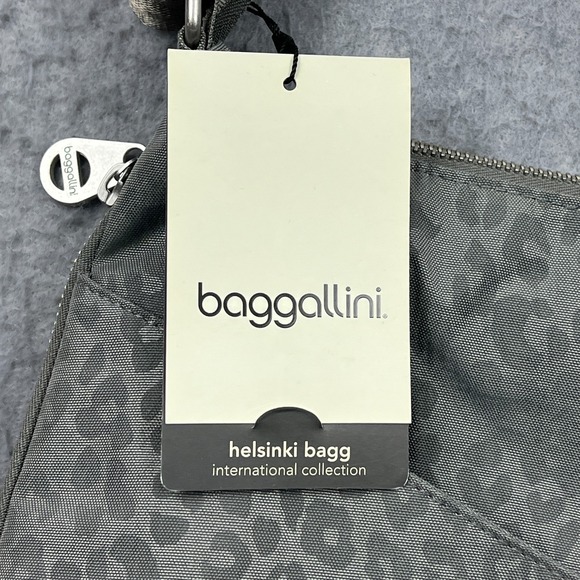 baggallini
baggallini®
helsinki bagg
international collection